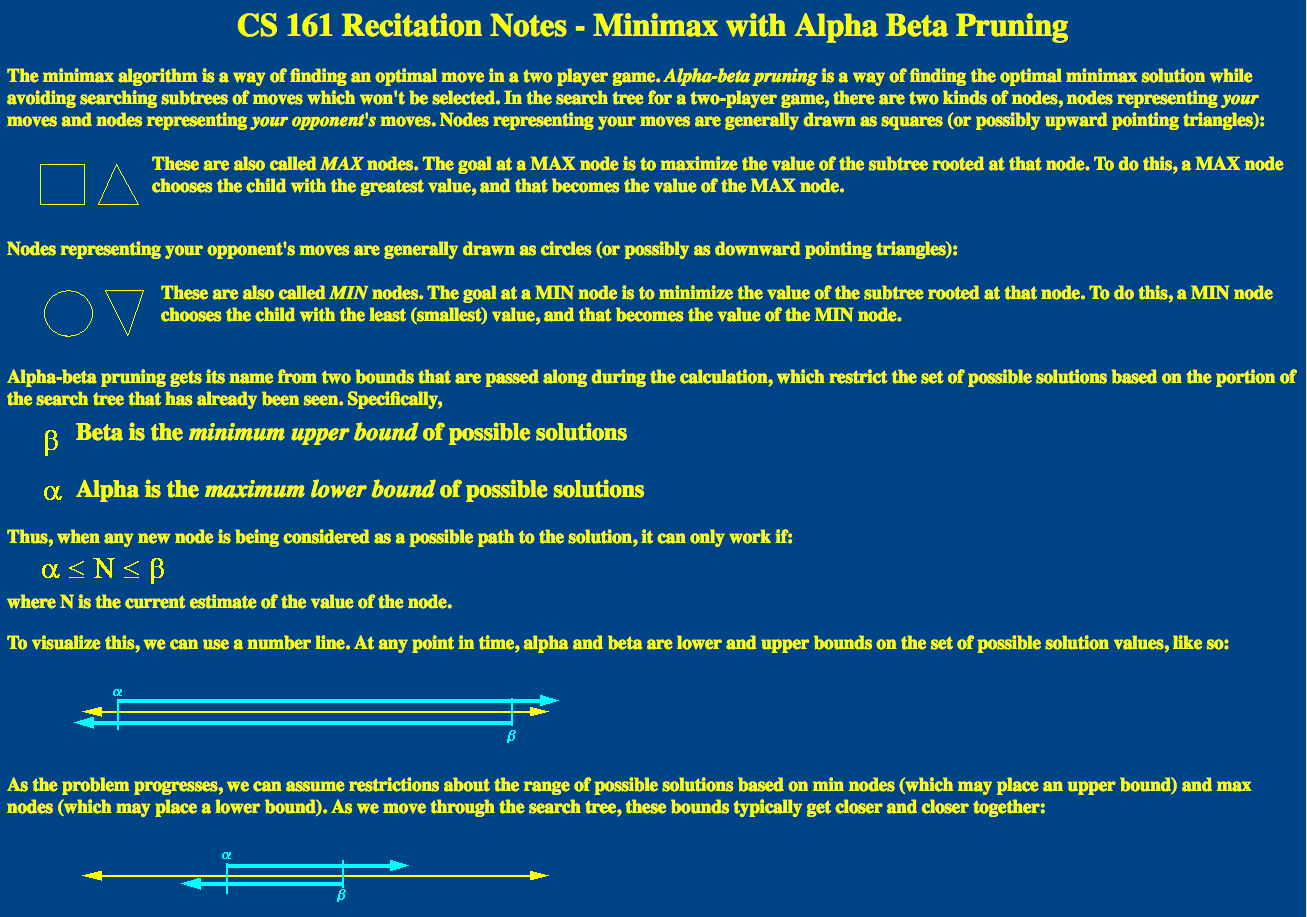 CS 161 Recitation Notes - Minimax with Alpha Beta Pruning
The minimax algorithm is a way of finding an optimal move in a two player game. Alpha-beta pruning is a way of finding the optimal minimax solution while
avoiding searching subtrees of moves which won't be selected. In the search tree for a two-player game, there are two kinds of nodes, nodes representing your
moves and nodes representing your opponent's moves. Nodes representing your moves are generally drawn as squares (or possibly upward pointing triangles):
These are also called MAX nodes. The goal at a MAX node is to maximize the value of the subtree rooted at that node. To do this, a MAX node
chooses the child with the greatest value, and that becomes the value of the MAX node.
Nodes representing your opponent's moves are generally drawn as circles (or possibly as downward pointing triangles):
These are also called MIN nodes. The goal at a MIN node is to minimize the value of the subtree rooted at that node. To do this, a MIN node
chooses the child with the least (smallest) value, and that becomes the value of the MIN node.
Alpha-beta pruning gets its name from two bounds that are passed along during the calculation, which restrict the set of possible solutions based on the portion of
the search tree that has already been seen. Specifically,
β Beta is the minimum upper bound of possible solutions
α Alpha is the maximum lower bound of possible solutions
Thus, when any new node is being considered as a possible path to the solution, it can only work if:
α ≤ N ≤ β
where N is the current estimate of the value of the node.
To visualize this, we can use a number line. At any point in time, alpha and beta are lower and upper bounds on the set of possible solution values, like so:
α
β
As the problem progresses, we can assume restrictions about the range of possible solutions based on min nodes (which may place an upper bound) and max
nodes (which may place a lower bound). As we move through the search tree, these bounds typically get closer and closer together:
α
β